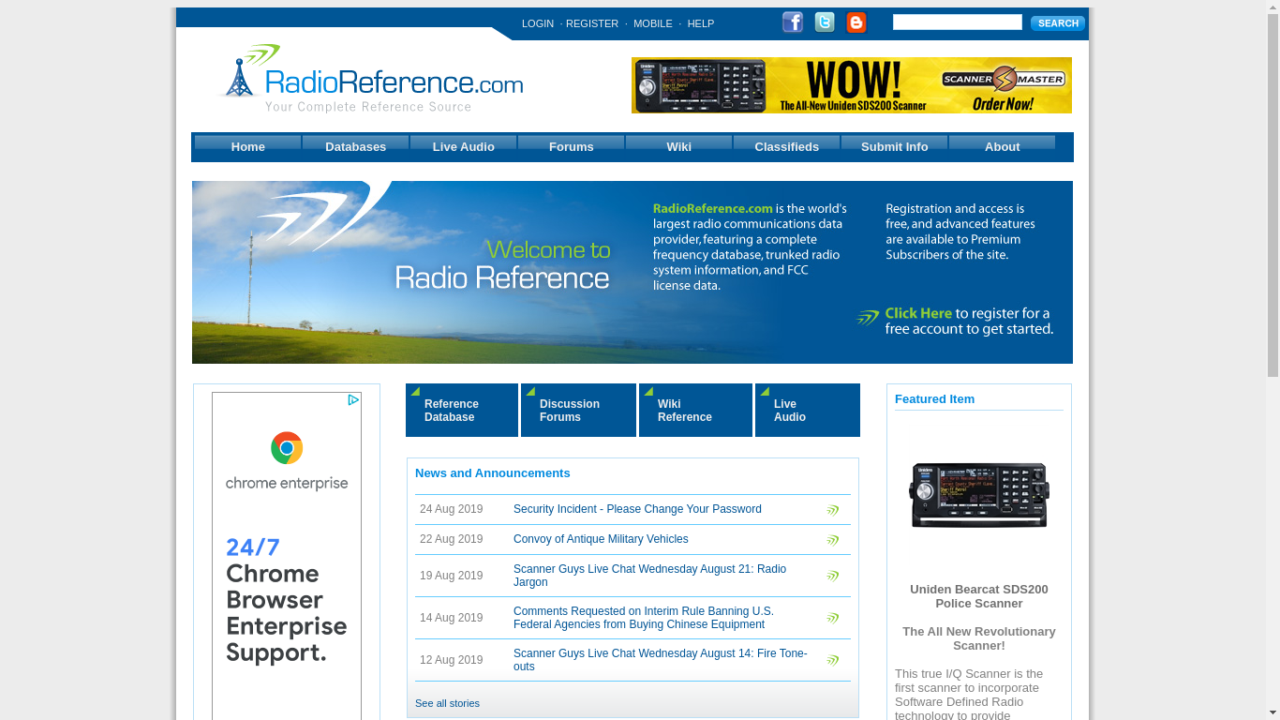 LOGIN · REGISTER · MOBILE · HELP
SEARCH
RadioReference.com
Your Complete Reference Source
WOW!
The All-New Uniden SDS200 Scanner
SCANNER MASTER
Order Now!
Home Databases Live Audio Forums Wiki Classifieds Submit Info About
Welcome to
Radio Reference
RadioReference.com is the world's
largest radio communications data
provider, featuring a complete
frequency database, trunked radio
system information, and FCC
license data.
Registration and access is
free, and advanced features
are available to Premium
Subscribers of the site.
Click Here to register for a
free account to get started.
chrome enterprise
24/7
Chrome
Browser
Enterprise
Support.
Reference
Database
Discussion
Forums
Wiki
Reference
Live
Audio
News and Announcements
24 Aug 2019 Security Incident - Please Change Your Password
22 Aug 2019 Convoy of Antique Military Vehicles
19 Aug 2019 Scanner Guys Live Chat Wednesday August 21: Radio
Jargon
14 Aug 2019 Comments Requested on Interim Rule Banning U.S.
Federal Agencies from Buying Chinese Equipment
12 Aug 2019 Scanner Guys Live Chat Wednesday August 14: Fire Tone-
outs
See all stories
Featured Item
Uniden Bearcat SDS200
Police Scanner
The All New Revolutionary
Scanner!
This true I/Q Scanner is the
first scanner to incorporate
Software Defined Radio
technology to provide